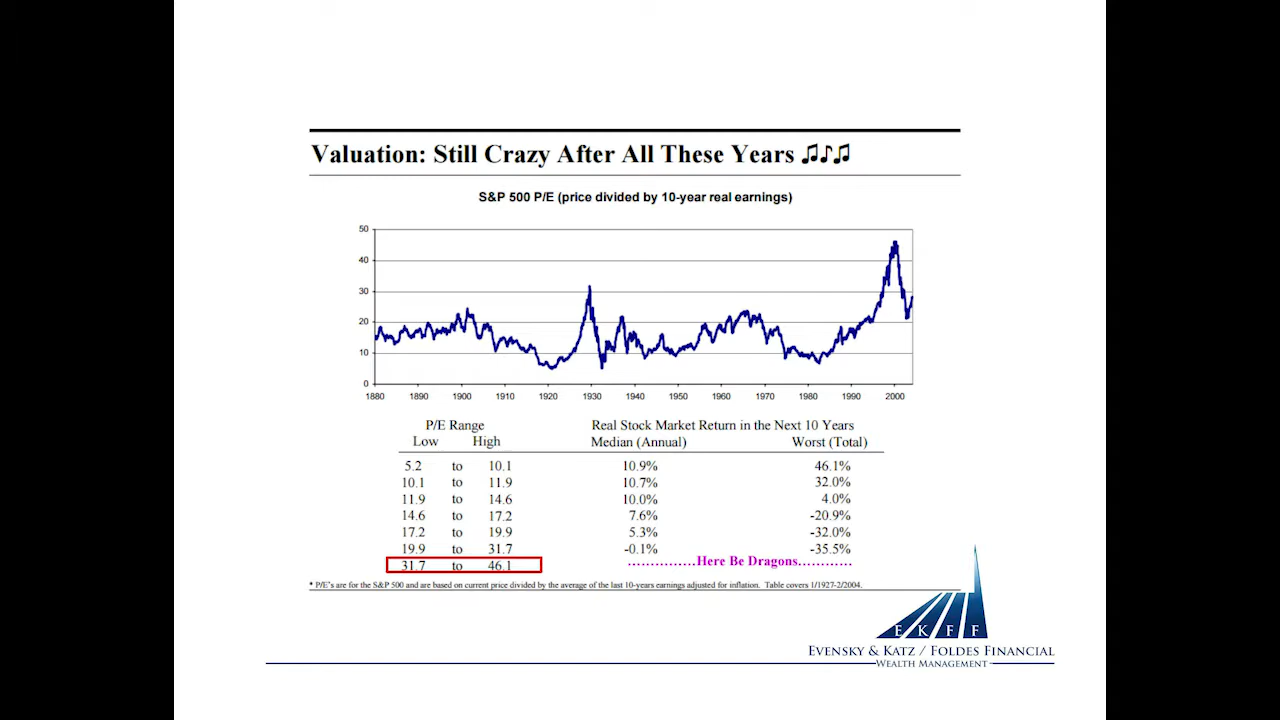 Valuation: Still Crazy After All These Years ♫♪♫
S&P 500 P/E (price divided by 10-year real earnings)
50
40
30
20
10
0
1880 1890 1900 1910 1920 1930 1940 1950 1960 1970 1980 1990 2000
P/E Range Real Stock Market Return in the Next 10 Years
Low High Median (Annual) Worst (Total)
5.2 to 10.1 10.9% 46.1%
10.1 to 11.9 10.7% 32.0%
11.9 to 14.6 10.0% 4.0%
14.6 to 17.2 7.6% -20.9%
17.2 to 19.9 5.3% -32.0%
19.9 to 31.7 -0.1% -35.5%
31.7 to 46.1 ...............Here Be Dragons............
* P/E's are for the S&P 500 and are based on current price divided by the average of the last 10-years earnings adjusted for inflation. Table covers 1/1927-2/2004.
E K F F
EVENSKY & KATZ / FOLDES FINANCIAL
WEALTH MANAGEMENT